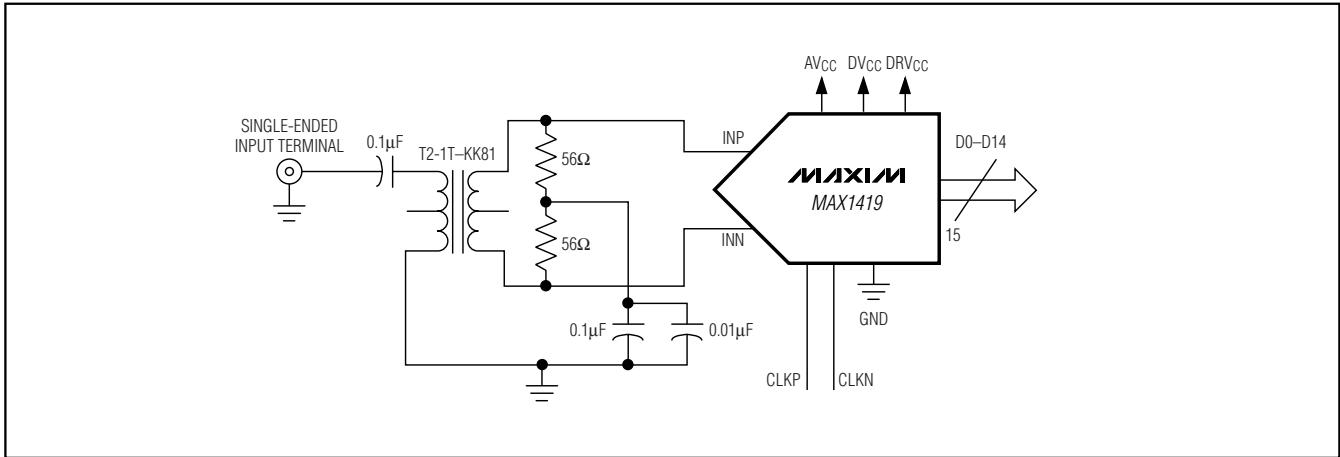 AVCC DVCC DRVCC
SINGLE-ENDED
INPUT TERMINAL
0.1μF
T2-1T–KK81
56Ω
56Ω
0.1μF
0.01μF
INP
INN
MAXIM
MAX1419
D0–D14
15
GND
CLKP
CLKN